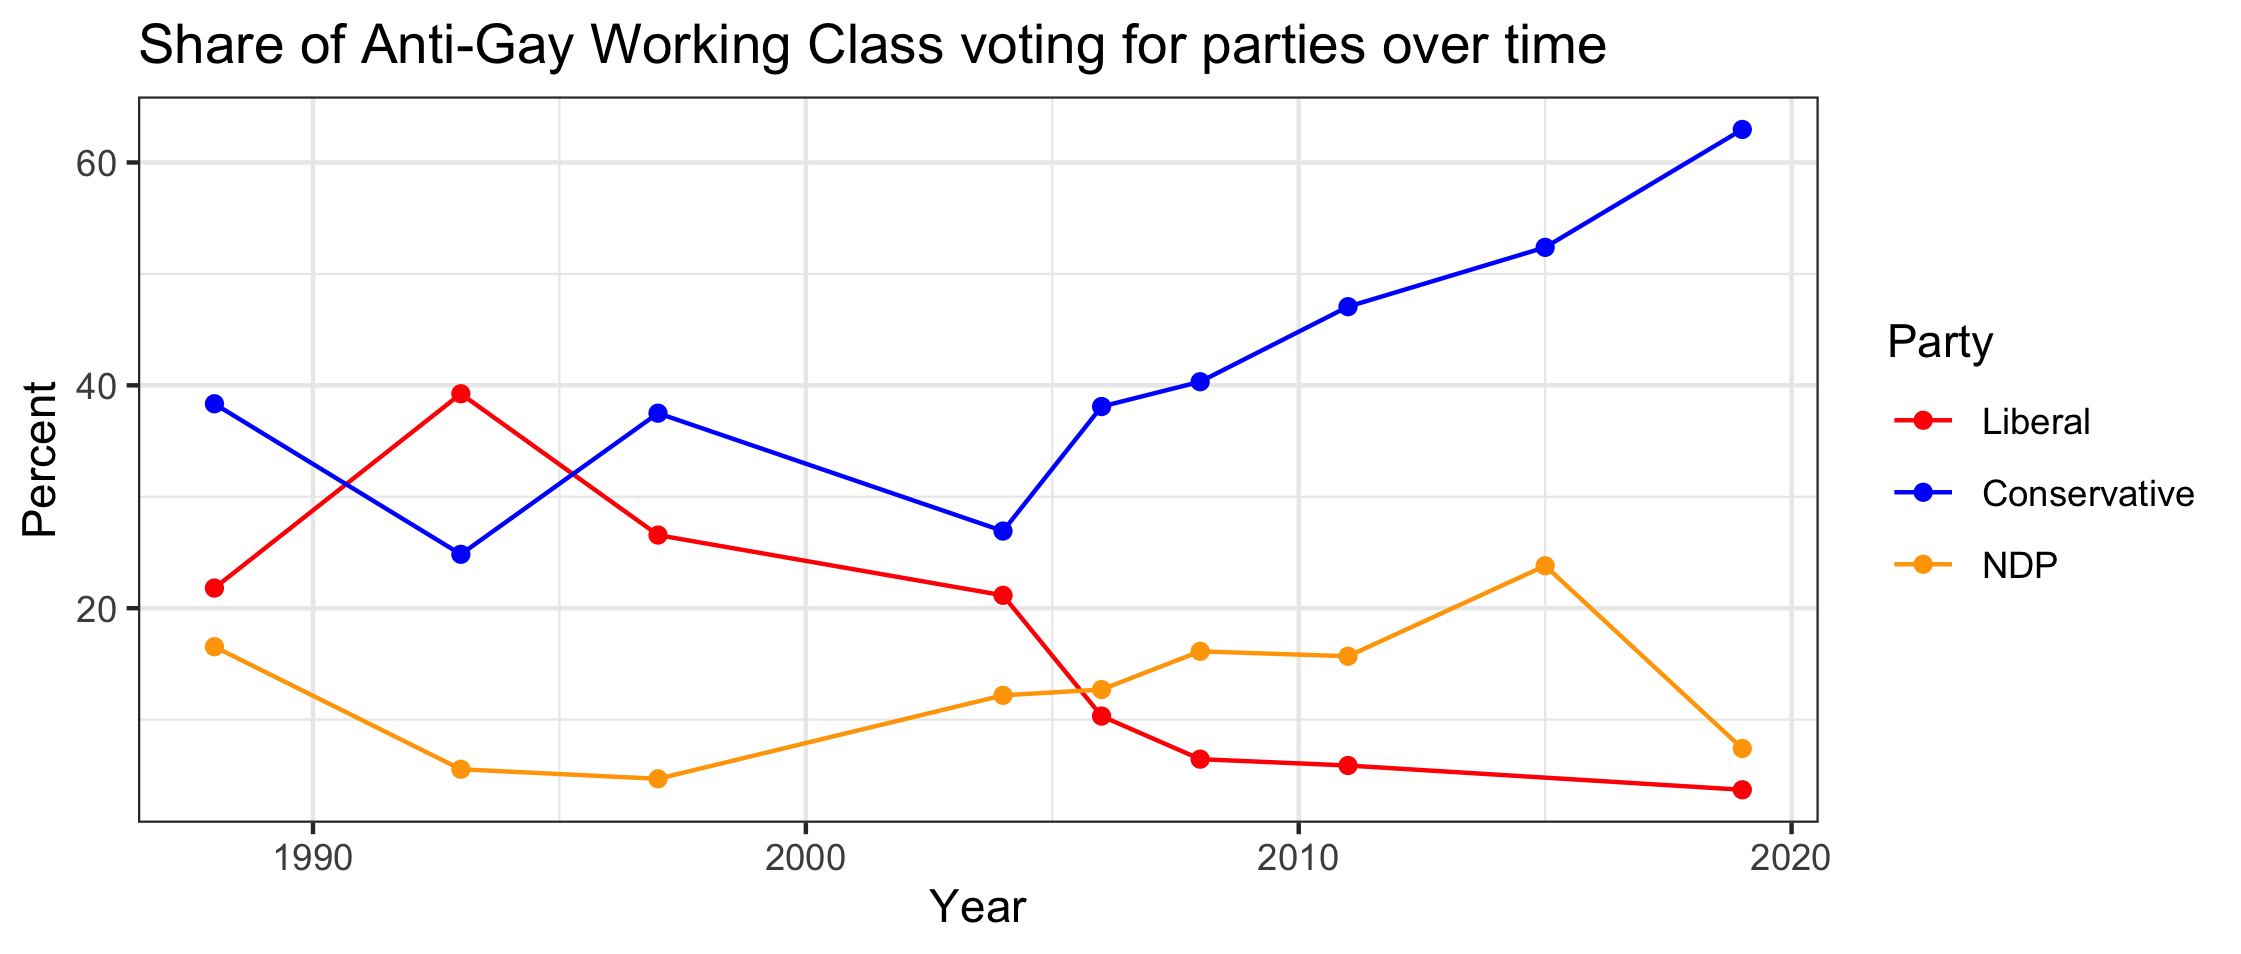 Share of Anti-Gay Working Class voting for parties over time
60
40
20
Percent
1990
2000
2010
2020
Year
Party
Liberal
Conservative
NDP